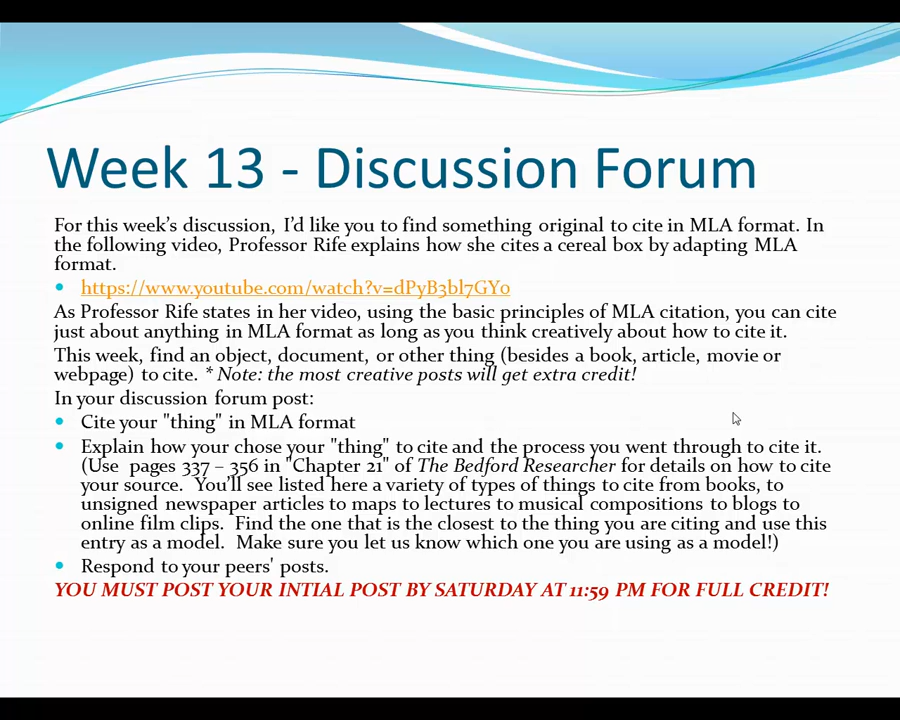 Week 13 - Discussion Forum
For this week's discussion, I'd like you to find something original to cite in MLA format. In
the following video, Professor Rife explains how she cites a cereal box by adapting MLA
format.
https://www.youtube.com/watch?v=dPyB3bl7GY0
As Professor Rife states in her video, using the basic principles of MLA citation, you can cite
just about anything in MLA format as long as you think creatively about how to cite it.
This week, find an object, document, or other thing (besides a book, article, movie or
webpage) to cite. * Note: the most creative posts will get extra credit!
In your discussion forum post:
Cite your "thing" in MLA format
Explain how your chose your "thing" to cite and the process you went through to cite it.
(Use pages 337 – 356 in "Chapter 21" of The Bedford Researcher for details on how to cite
your source. You'll see listed here a variety of types of things to cite from books, to
unsigned newspaper articles to maps to lectures to musical compositions to blogs to
online film clips. Find the one that is the closest to the thing you are citing and use this
entry as a model. Make sure you let us know which one you are using as a model!)
Respond to your peers' posts.
YOU MUST POST YOUR INTIAL POST BY SATURDAY AT 11:59 PM FOR FULL CREDIT!